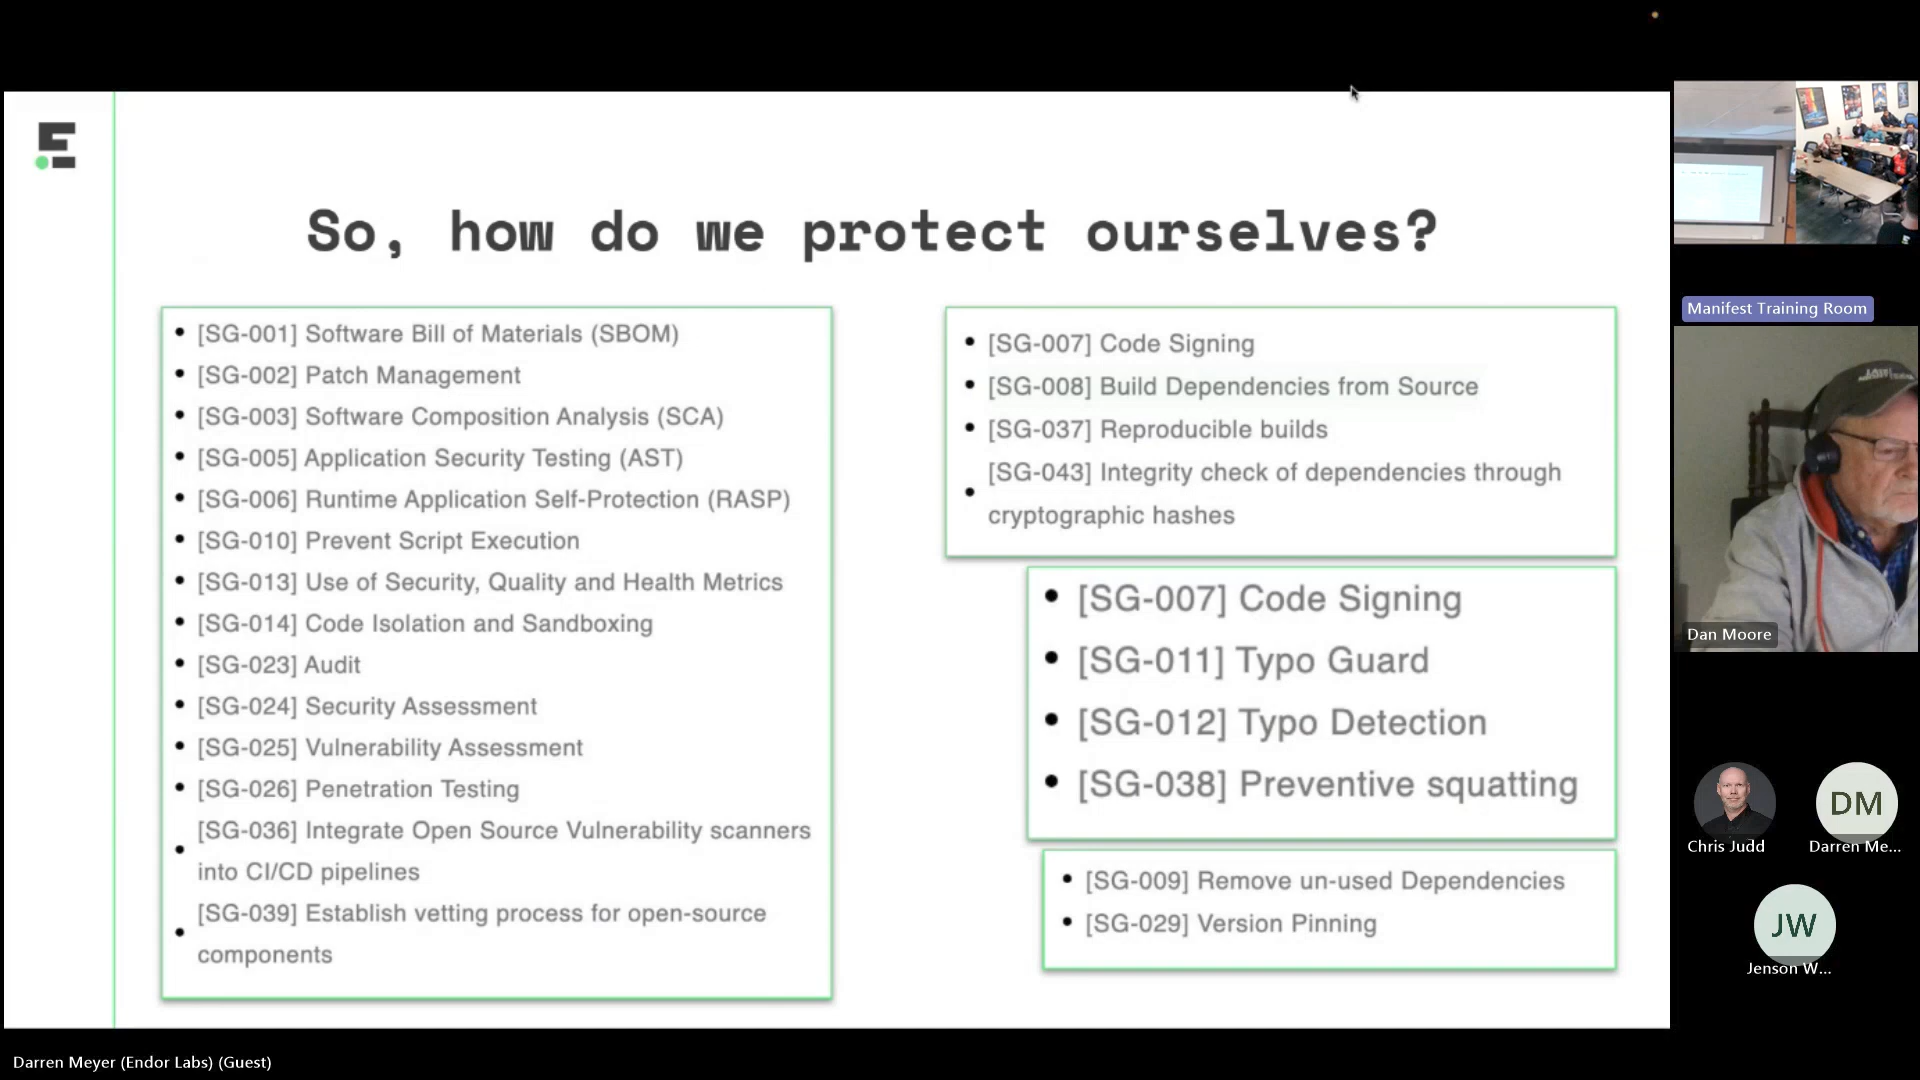 So, how do we protect ourselves?
[SG-001] Software Bill of Materials (SBOM)
[SG-002] Patch Management
[SG-003] Software Composition Analysis (SCA)
[SG-005] Application Security Testing (AST)
[SG-006] Runtime Application Self-Protection (RASP)
[SG-010] Prevent Script Execution
[SG-013] Use of Security, Quality and Health Metrics
[SG-014] Code Isolation and Sandboxing
[SG-023] Audit
[SG-024] Security Assessment
[SG-025] Vulnerability Assessment
[SG-026] Penetration Testing
[SG-036] Integrate Open Source Vulnerability scanners
into CI/CD pipelines
[SG-039] Establish vetting process for open-source
components
[SG-007] Code Signing
[SG-008] Build Dependencies from Source
[SG-037] Reproducible builds
[SG-043] Integrity check of dependencies through
cryptographic hashes
[SG-007] Code Signing
[SG-011] Typo Guard
[SG-012] Typo Detection
[SG-038] Preventive squatting
[SG-009] Remove un-used Dependencies
[SG-029] Version Pinning
Manifest Training Room
Dan Moore
Chris Judd
DM
Darren Me...
JW
Jenson W...
Darren Meyer (Endor Labs) (Guest)